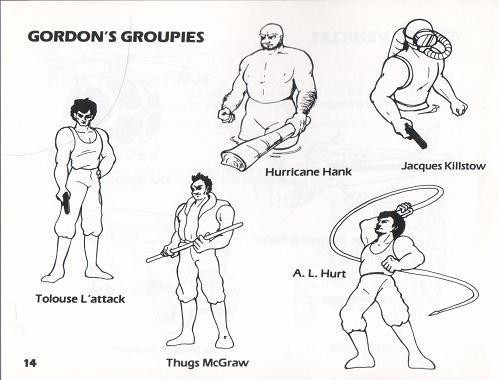 GORDON'S GROUPIES
Hurricane Hank
Jacques Killstow
Tolouse L'attack
A. L. Hurt
Thugs McGraw
14